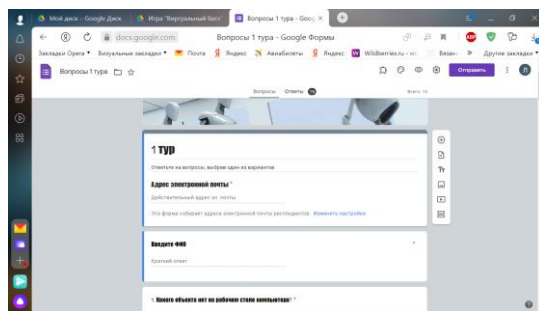 Мой диск – Google Диск
Игра "Виртуальный бат
Вопросы 1 тура - Goog
docs.google.com
Вопросы 1 тура - Google Формы
Закладки Opera
Визуальные закладки
Почта
Яндекс
Авиабилеты
Яндекс
Wildberries.ru - мо
Другие закладки
Вопросы 1 тура
Отправить
Вопросы
Ответы
1 тур
Ответьте на вопросы, выбрав один из вариантов
Адрес электронной почты *
Действительный адрес эл. почты
Эта форма собирает адреса электронной почты респондентов. Изменить настройки
Введите ФИО *
Краткий ответ
Какого объекта нет на рабочем столе компьютера? *